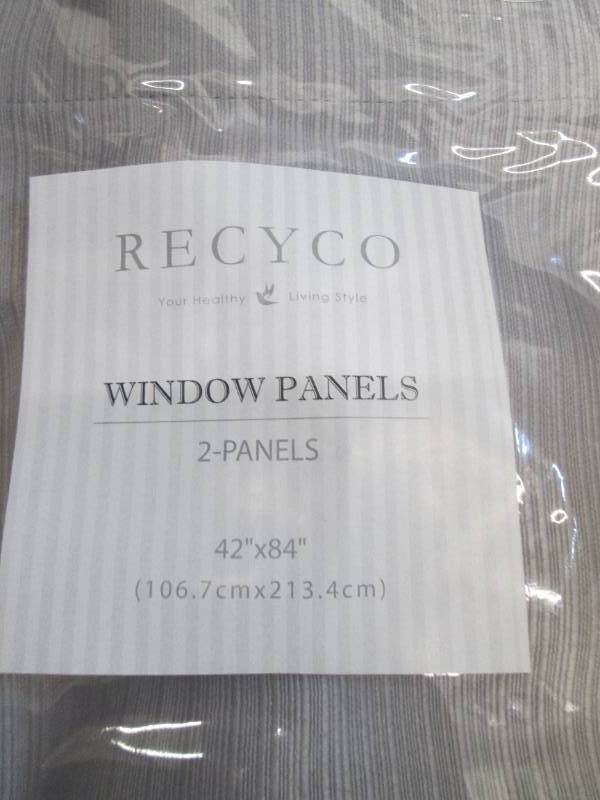 RECYCO
Your Healthy Living Style
WINDOW PANELS
2-PANELS
42"x84"
(106.7cmx213.4cm)